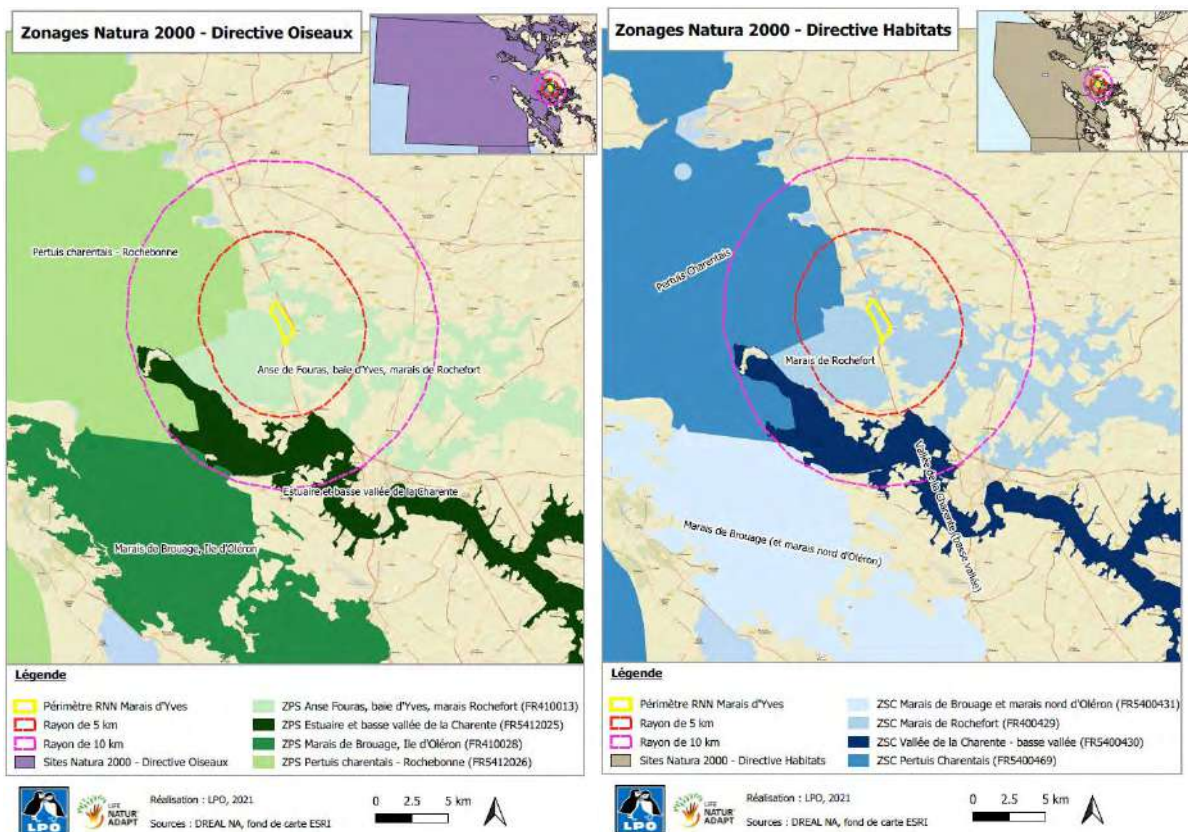 Zonages Natura 2000 - Directive Oiseaux
Pertuis charentais - Rochebonne
Anse de Fouras, baie d'Yves, marais de Rochefort
Estuaire et basse vallée de la Charente
Marais de Brouage, Ile d'Oléron
Légende
Périmètre RNN Marais d'Yves
Rayon de 5 km
Rayon de 10 km
Sites Natura 2000 - Directive Oiseaux
ZPS Anse Fouras, baie d'Yves, marais Rochefort (FR410013)
ZPS Estuaire et basse vallée de la Charente (FR5412025)
ZPS Marais de Brouage, Ile d'Oléron (FR410028)
ZPS Pertuis charentais - Rochebonne (FR5412026)
LPO
LIFE
NATUR'
ADAPT
Réalisation : LPO, 2021
Sources : DREAL NA, fond de carte ESRI
0 2.5 5 km
Zonages Natura 2000 - Directive Habitats
Pertuis Charentais
Marais de Rochefort
Vallée de la Charente (basse vallée)
Marais de Brouage (et marais nord d'Oléron)
Légende
Périmètre RNN Marais d'Yves
Rayon de 5 km
Rayon de 10 km
Sites Natura 2000 - Directive Habitats
ZSC Marais de Brouage et marais nord d'Oléron (FR5400431)
ZSC Marais de Rochefort (FR400429)
ZSC Vallée de la Charente - basse vallée (FR5400430)
ZSC Pertuis Charentais (FR5400469)
LPO
LIFE
NATUR'
ADAPT
Réalisation : LPO, 2021
Sources : DREAL NA, fond de carte ESRI
0 2.5 5 km